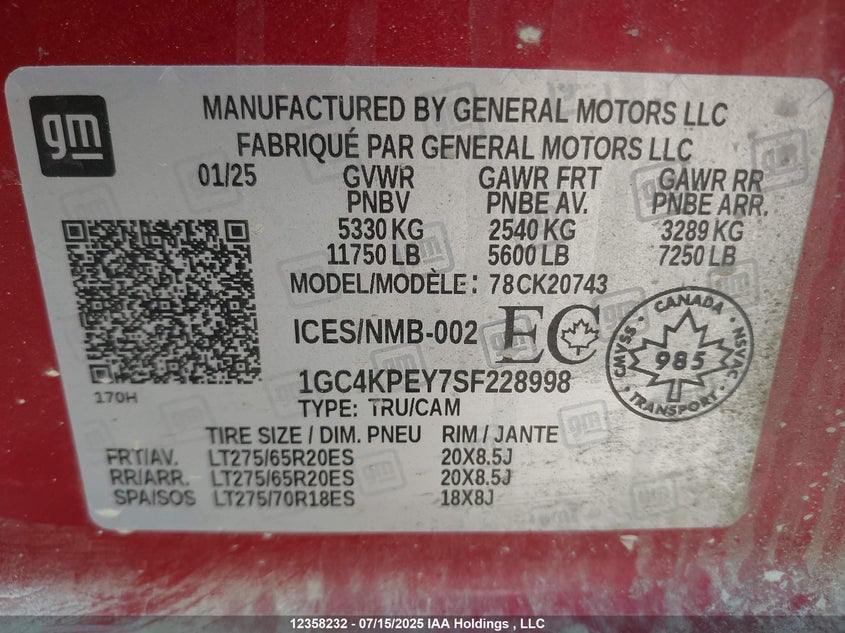 gm
MANUFACTURED BY GENERAL MOTORS LLC
FABRIQUÉ PAR GENERAL MOTORS LLC
01/25 GVWR GAWR FRT GAWR RR
PNBV PNBE AV. PNBE ARR.
5330 KG 2540 KG 3289 KG
11750 LB 5600 LB 7250 LB
MODEL/MODÈLE: 78CK20743
ICES/NMB-002 EC
CANADA
CMVSS 985 NSVAC
TRANSPORT
1GC4KPEY7SF228998
170H
TYPE: TRU/CAM
TIRE SIZE / DIM. PNEU RIM / JANTE
FRT/AV. LT275/65R20ES 20X8.5J
RR/ARR. LT275/65R20ES 20X8.5J
SPA/SOS LT275/70R18ES 18X8J
12358232 - 07/15/2025 IAA Holdings , LLC